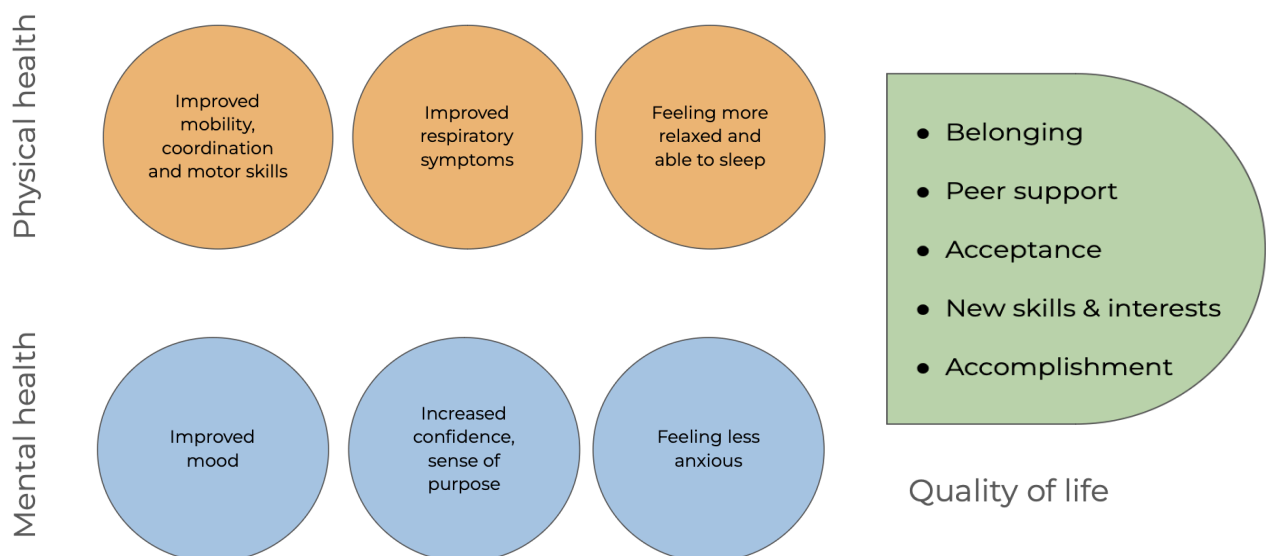 Physical health
Improved
mobility,
coordination
and motor skills
Improved
respiratory
symptoms
Feeling more
relaxed and
able to sleep
Mental health
Improved
mood
Increased
confidence,
sense of
purpose
Feeling less
anxious
● Belonging
● Peer support
● Acceptance
● New skills & interests
● Accomplishment
Quality of life